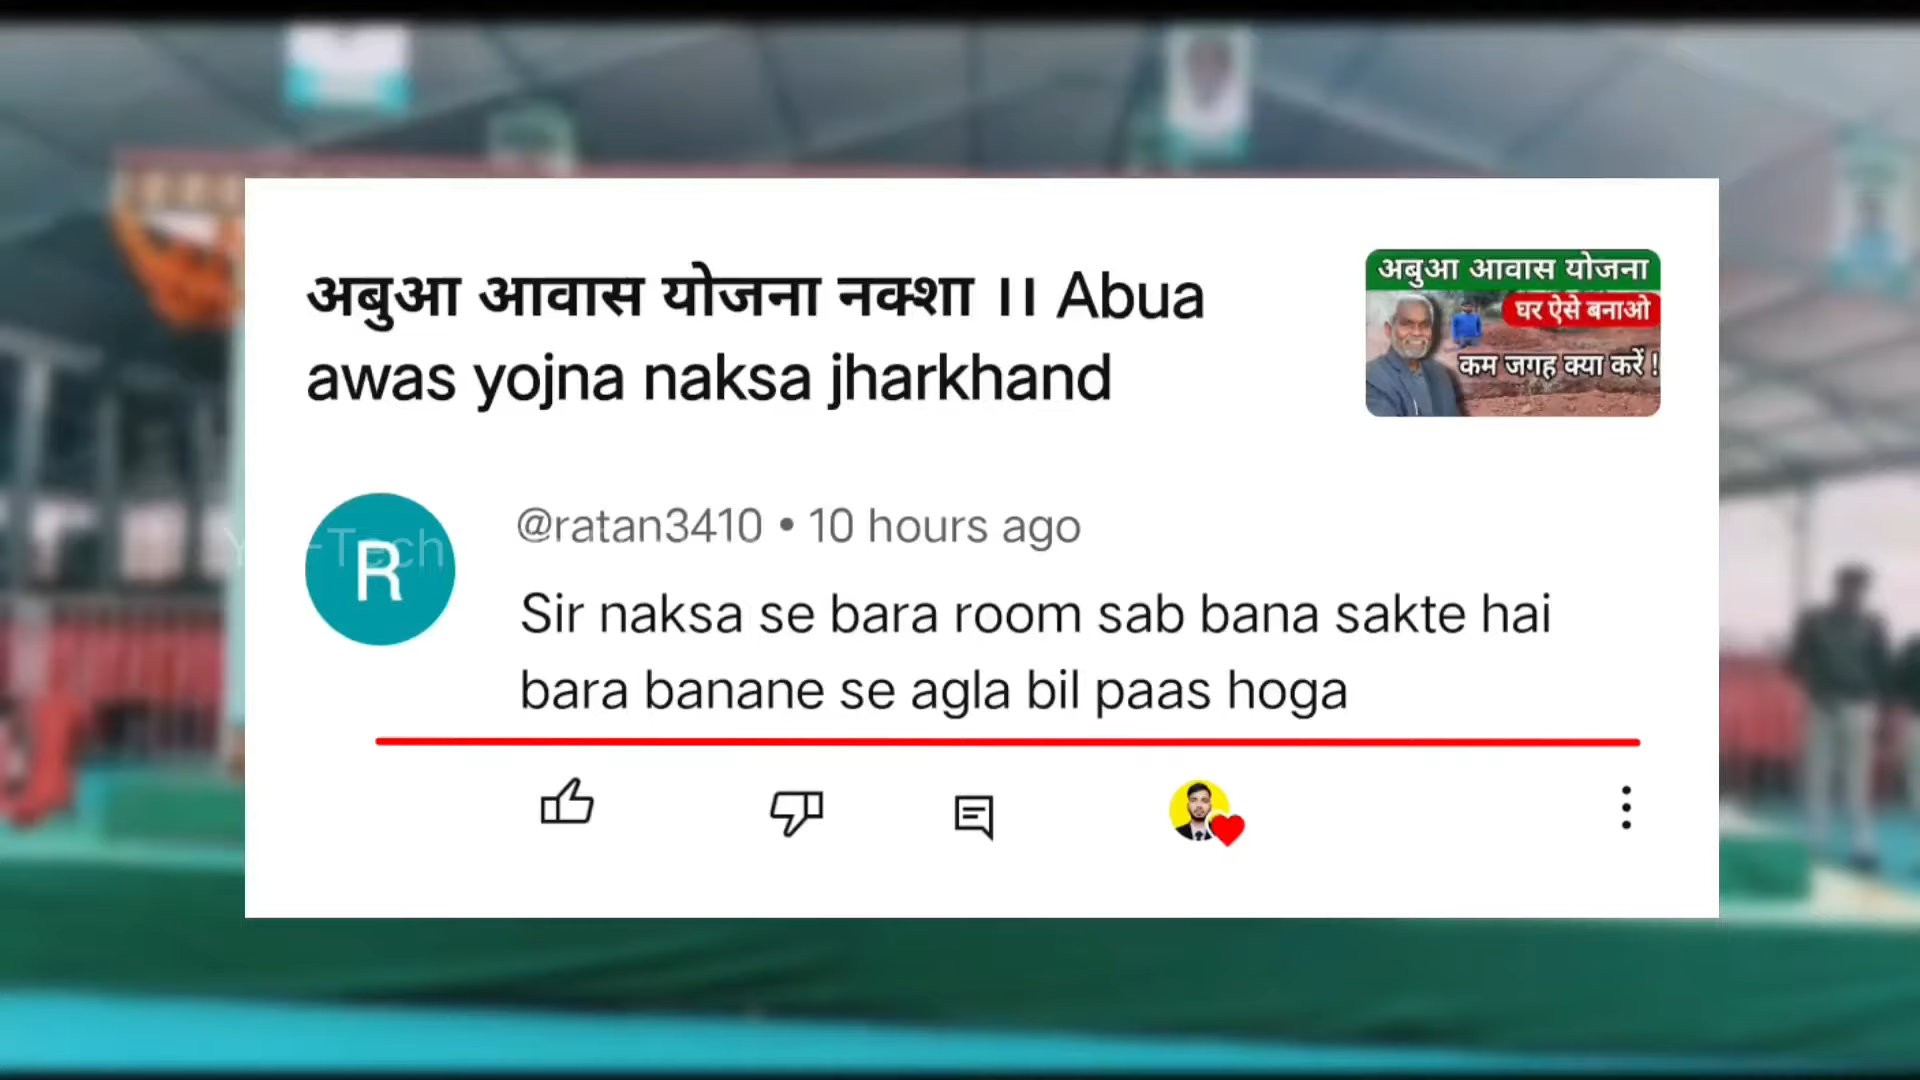 अबुआ आवास योजना नक्शा ।। Abua
awas yojna naksa jharkhand
अबुआ आवास योजना
घर ऐसे बनाओ
कम जगह क्या करें !
@ratan3410 • 10 hours ago
R
Sir naksa se bara room sab bana sakte hai
bara banane se agla bil paas hoga